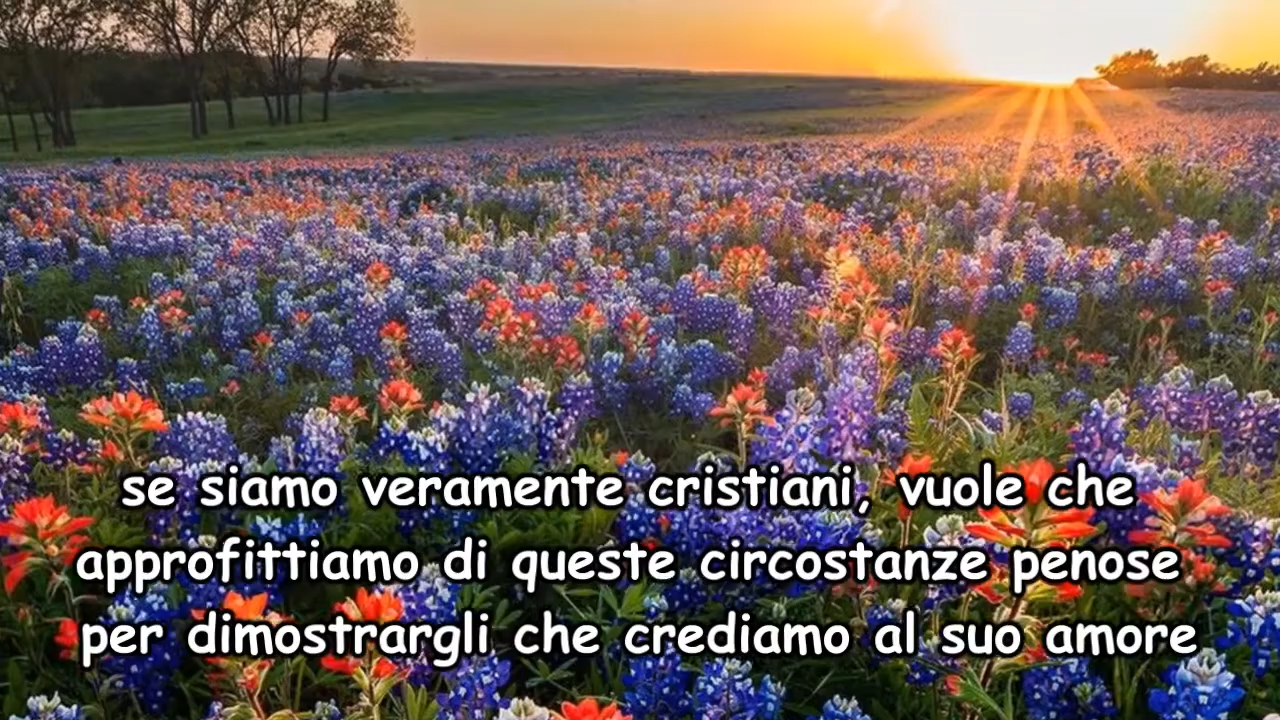 se siamo veramente cristiani, vuole che
approfittiamo di queste circostanze penose
per dimostrargli che crediamo al suo amore